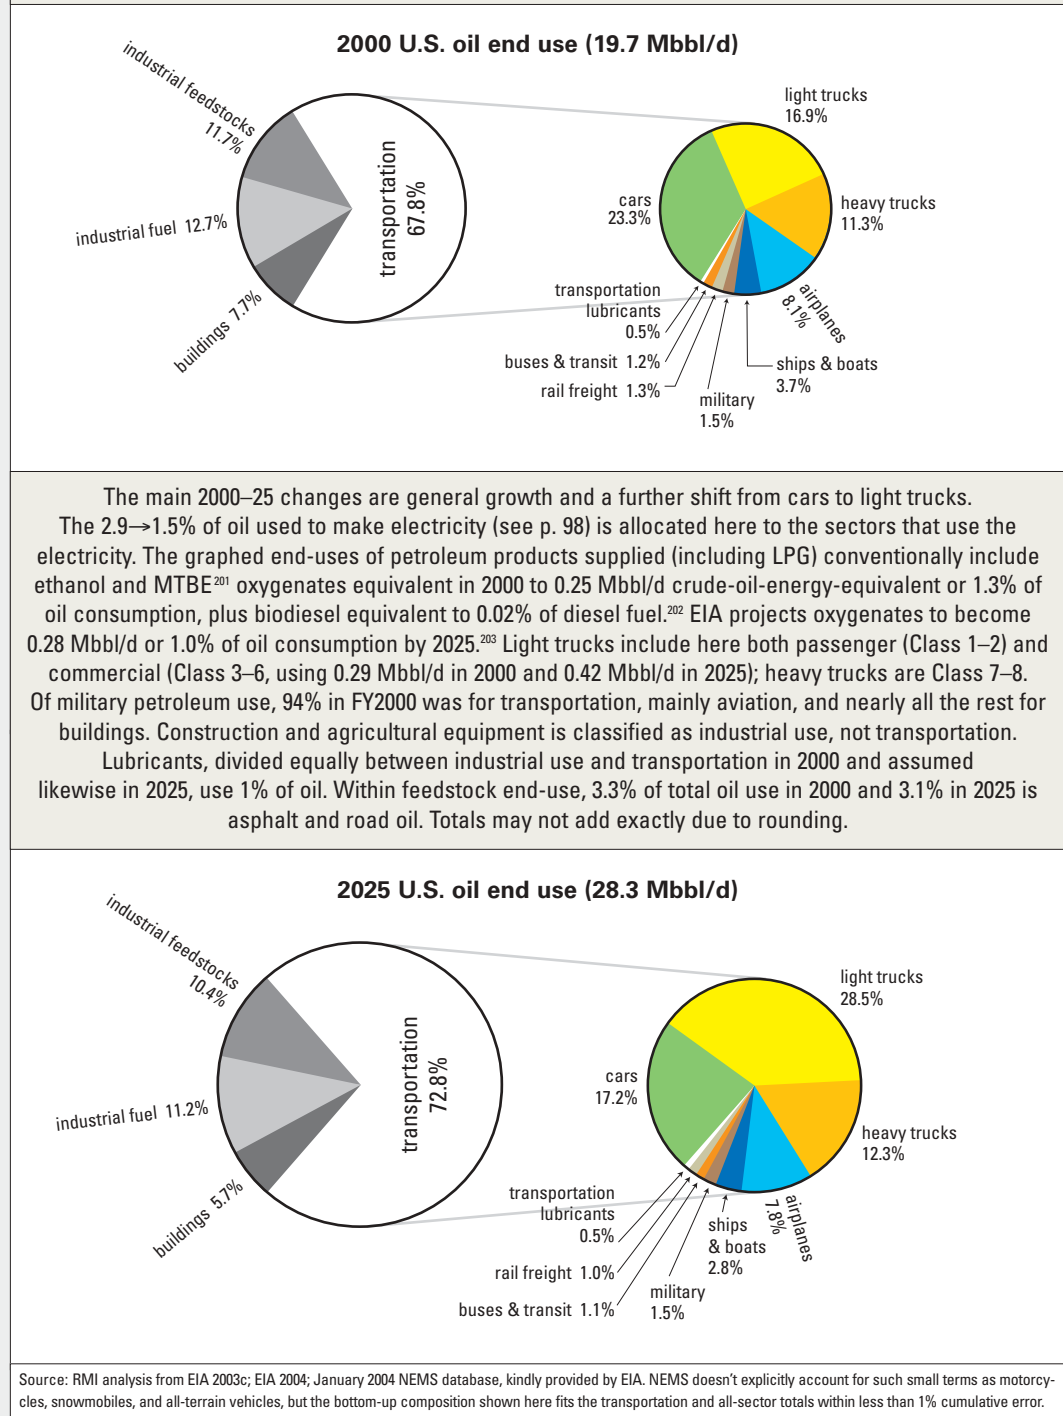 2000 U.S. oil end use (19.7 Mbbl/d)
industrial feedstocks
11.7%
industrial fuel 12.7%
buildings 7.7%
transportation
67.8%
light trucks
16.9%
cars
23.3%
heavy trucks
11.3%
airplanes
8.1%
transportation
lubricants
0.5%
buses & transit 1.2%
rail freight 1.3%
military
1.5%
ships & boats
3.7%
The main 2000–25 changes are general growth and a further shift from cars to light trucks.
The 2.9→1.5% of oil used to make electricity (see p. 98) is allocated here to the sectors that use the
electricity. The graphed end-uses of petroleum products supplied (including LPG) conventionally include
ethanol and MTBE²⁰¹ oxygenates equivalent in 2000 to 0.25 Mbbl/d crude-oil-energy-equivalent or 1.3% of
oil consumption, plus biodiesel equivalent to 0.02% of diesel fuel.²⁰² EIA projects oxygenates to become
0.28 Mbbl/d or 1.0% of oil consumption by 2025.²⁰³ Light trucks include here both passenger (Class 1–2) and
commercial (Class 3–6, using 0.29 Mbbl/d in 2000 and 0.42 Mbbl/d in 2025); heavy trucks are Class 7–8.
Of military petroleum use, 94% in FY2000 was for transportation, mainly aviation, and nearly all the rest for
buildings. Construction and agricultural equipment is classified as industrial use, not transportation.
Lubricants, divided equally between industrial use and transportation in 2000 and assumed
likewise in 2025, use 1% of oil. Within feedstock end-use, 3.3% of total oil use in 2000 and 3.1% in 2025 is
asphalt and road oil. Totals may not add exactly due to rounding.
2025 U.S. oil end use (28.3 Mbbl/d)
industrial feedstocks
10.4%
industrial fuel 11.2%
buildings 5.7%
transportation
72.8%
light trucks
28.5%
cars
17.2%
heavy trucks
12.3%
airplanes
7.8%
transportation
lubricants
0.5%
rail freight 1.0%
buses & transit 1.1%
military
1.5%
ships
& boats
2.8%
Source: RMI analysis from EIA 2003c; EIA 2004; January 2004 NEMS database, kindly provided by EIA. NEMS doesn't explicitly account for such small terms as motorcy-
cles, snowmobiles, and all-terrain vehicles, but the bottom-up composition shown here fits the transportation and all-sector totals within less than 1% cumulative error.